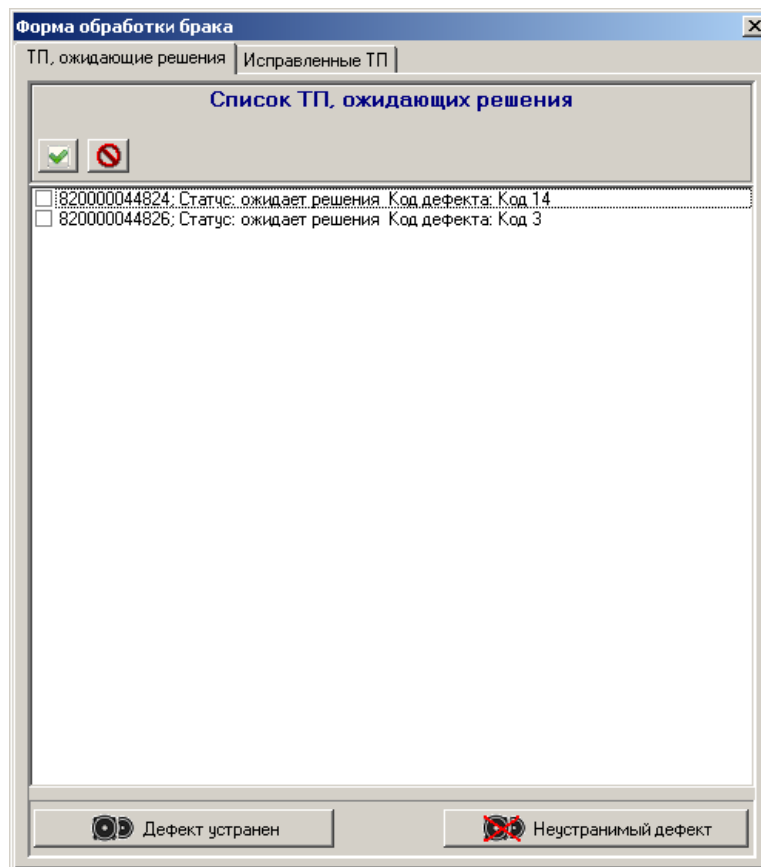 Форма обработки брака
ТП, ожидающие решения Исправленные ТП
Список ТП, ожидающих решения
820000044824; Статус: ожидает решения Код дефекта: Код 14
820000044826; Статус: ожидает решения Код дефекта: Код 3
Дефект устранен Неустранимый дефект